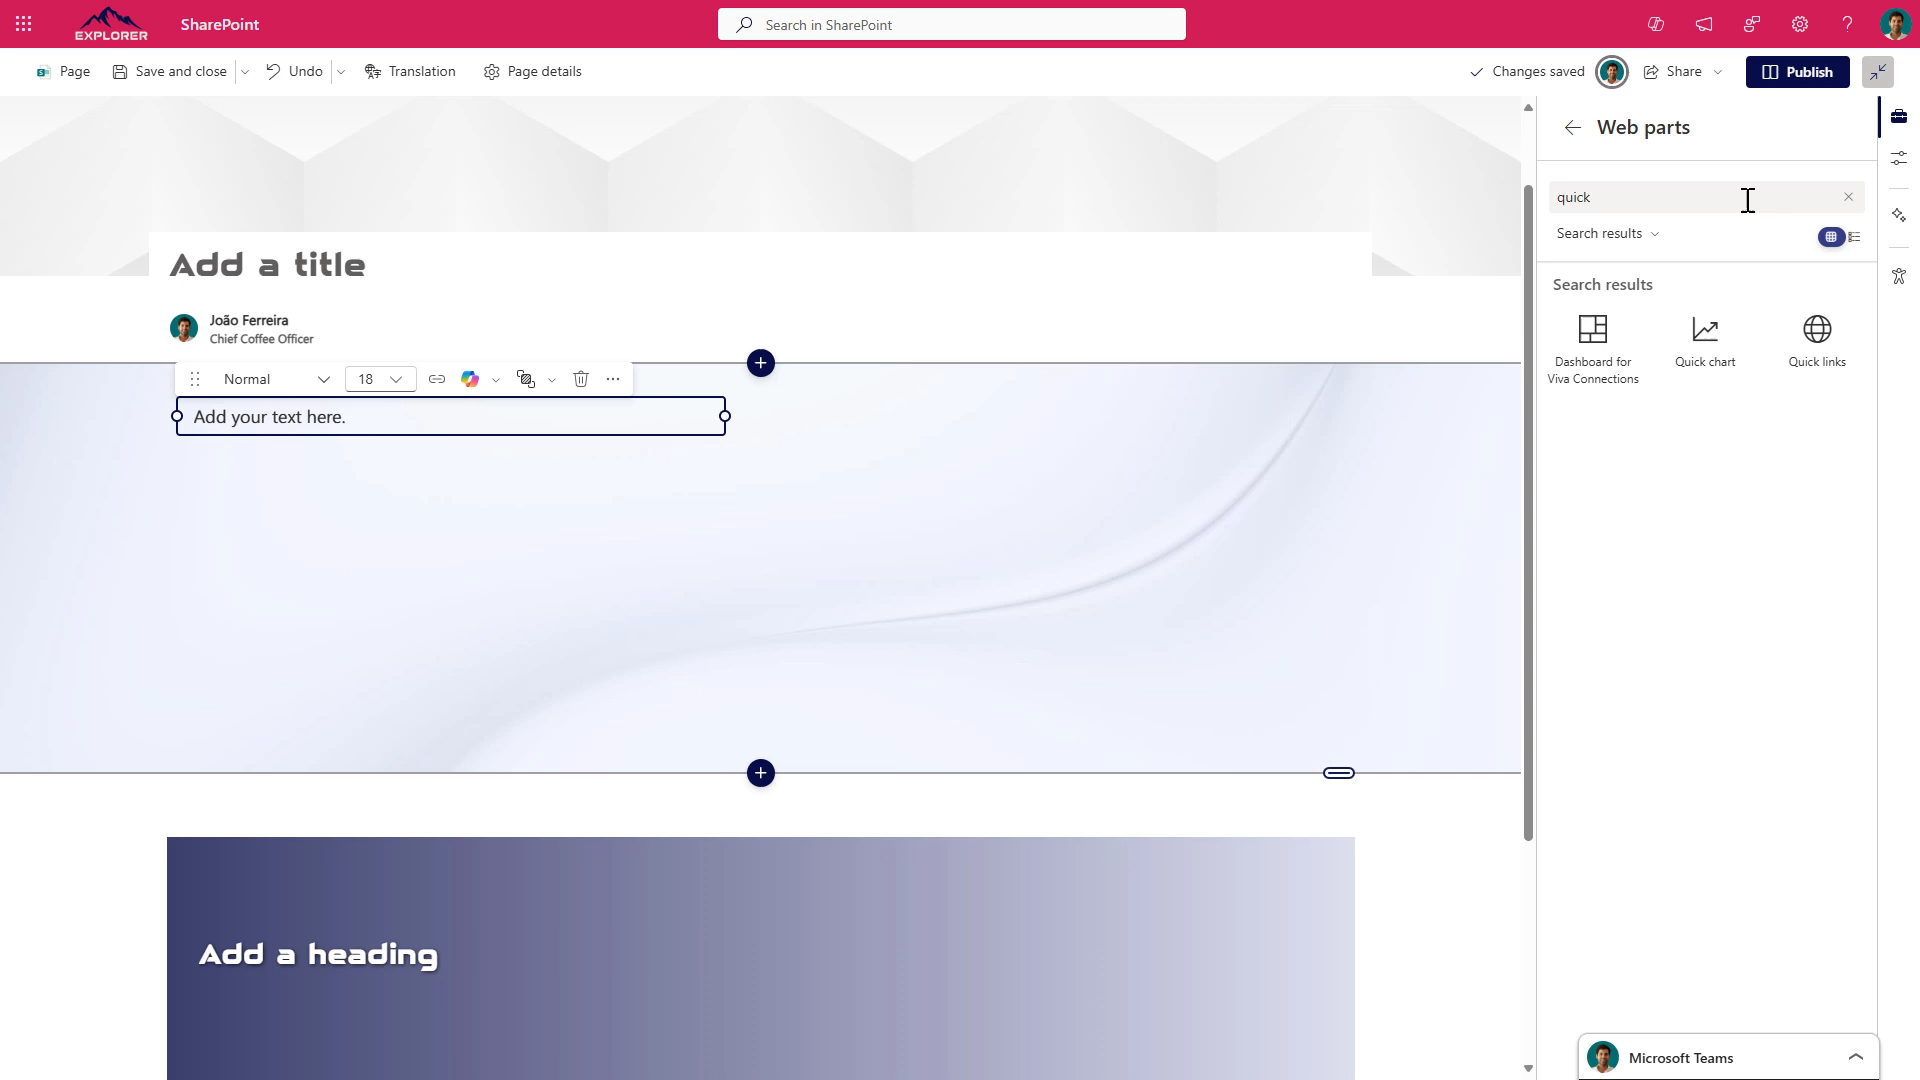 EXPLORER
SharePoint
Search in SharePoint
Page
Save and close
Undo
Translation
Page details
Changes saved
Share
Publish
Web parts
quick
Search results
Search results
Dashboard for
Viva Connections
Quick chart
Quick links
Add a title
João Ferreira
Chief Coffee Officer
Normal
18
Add your text here.
Add a heading
Microsoft Teams